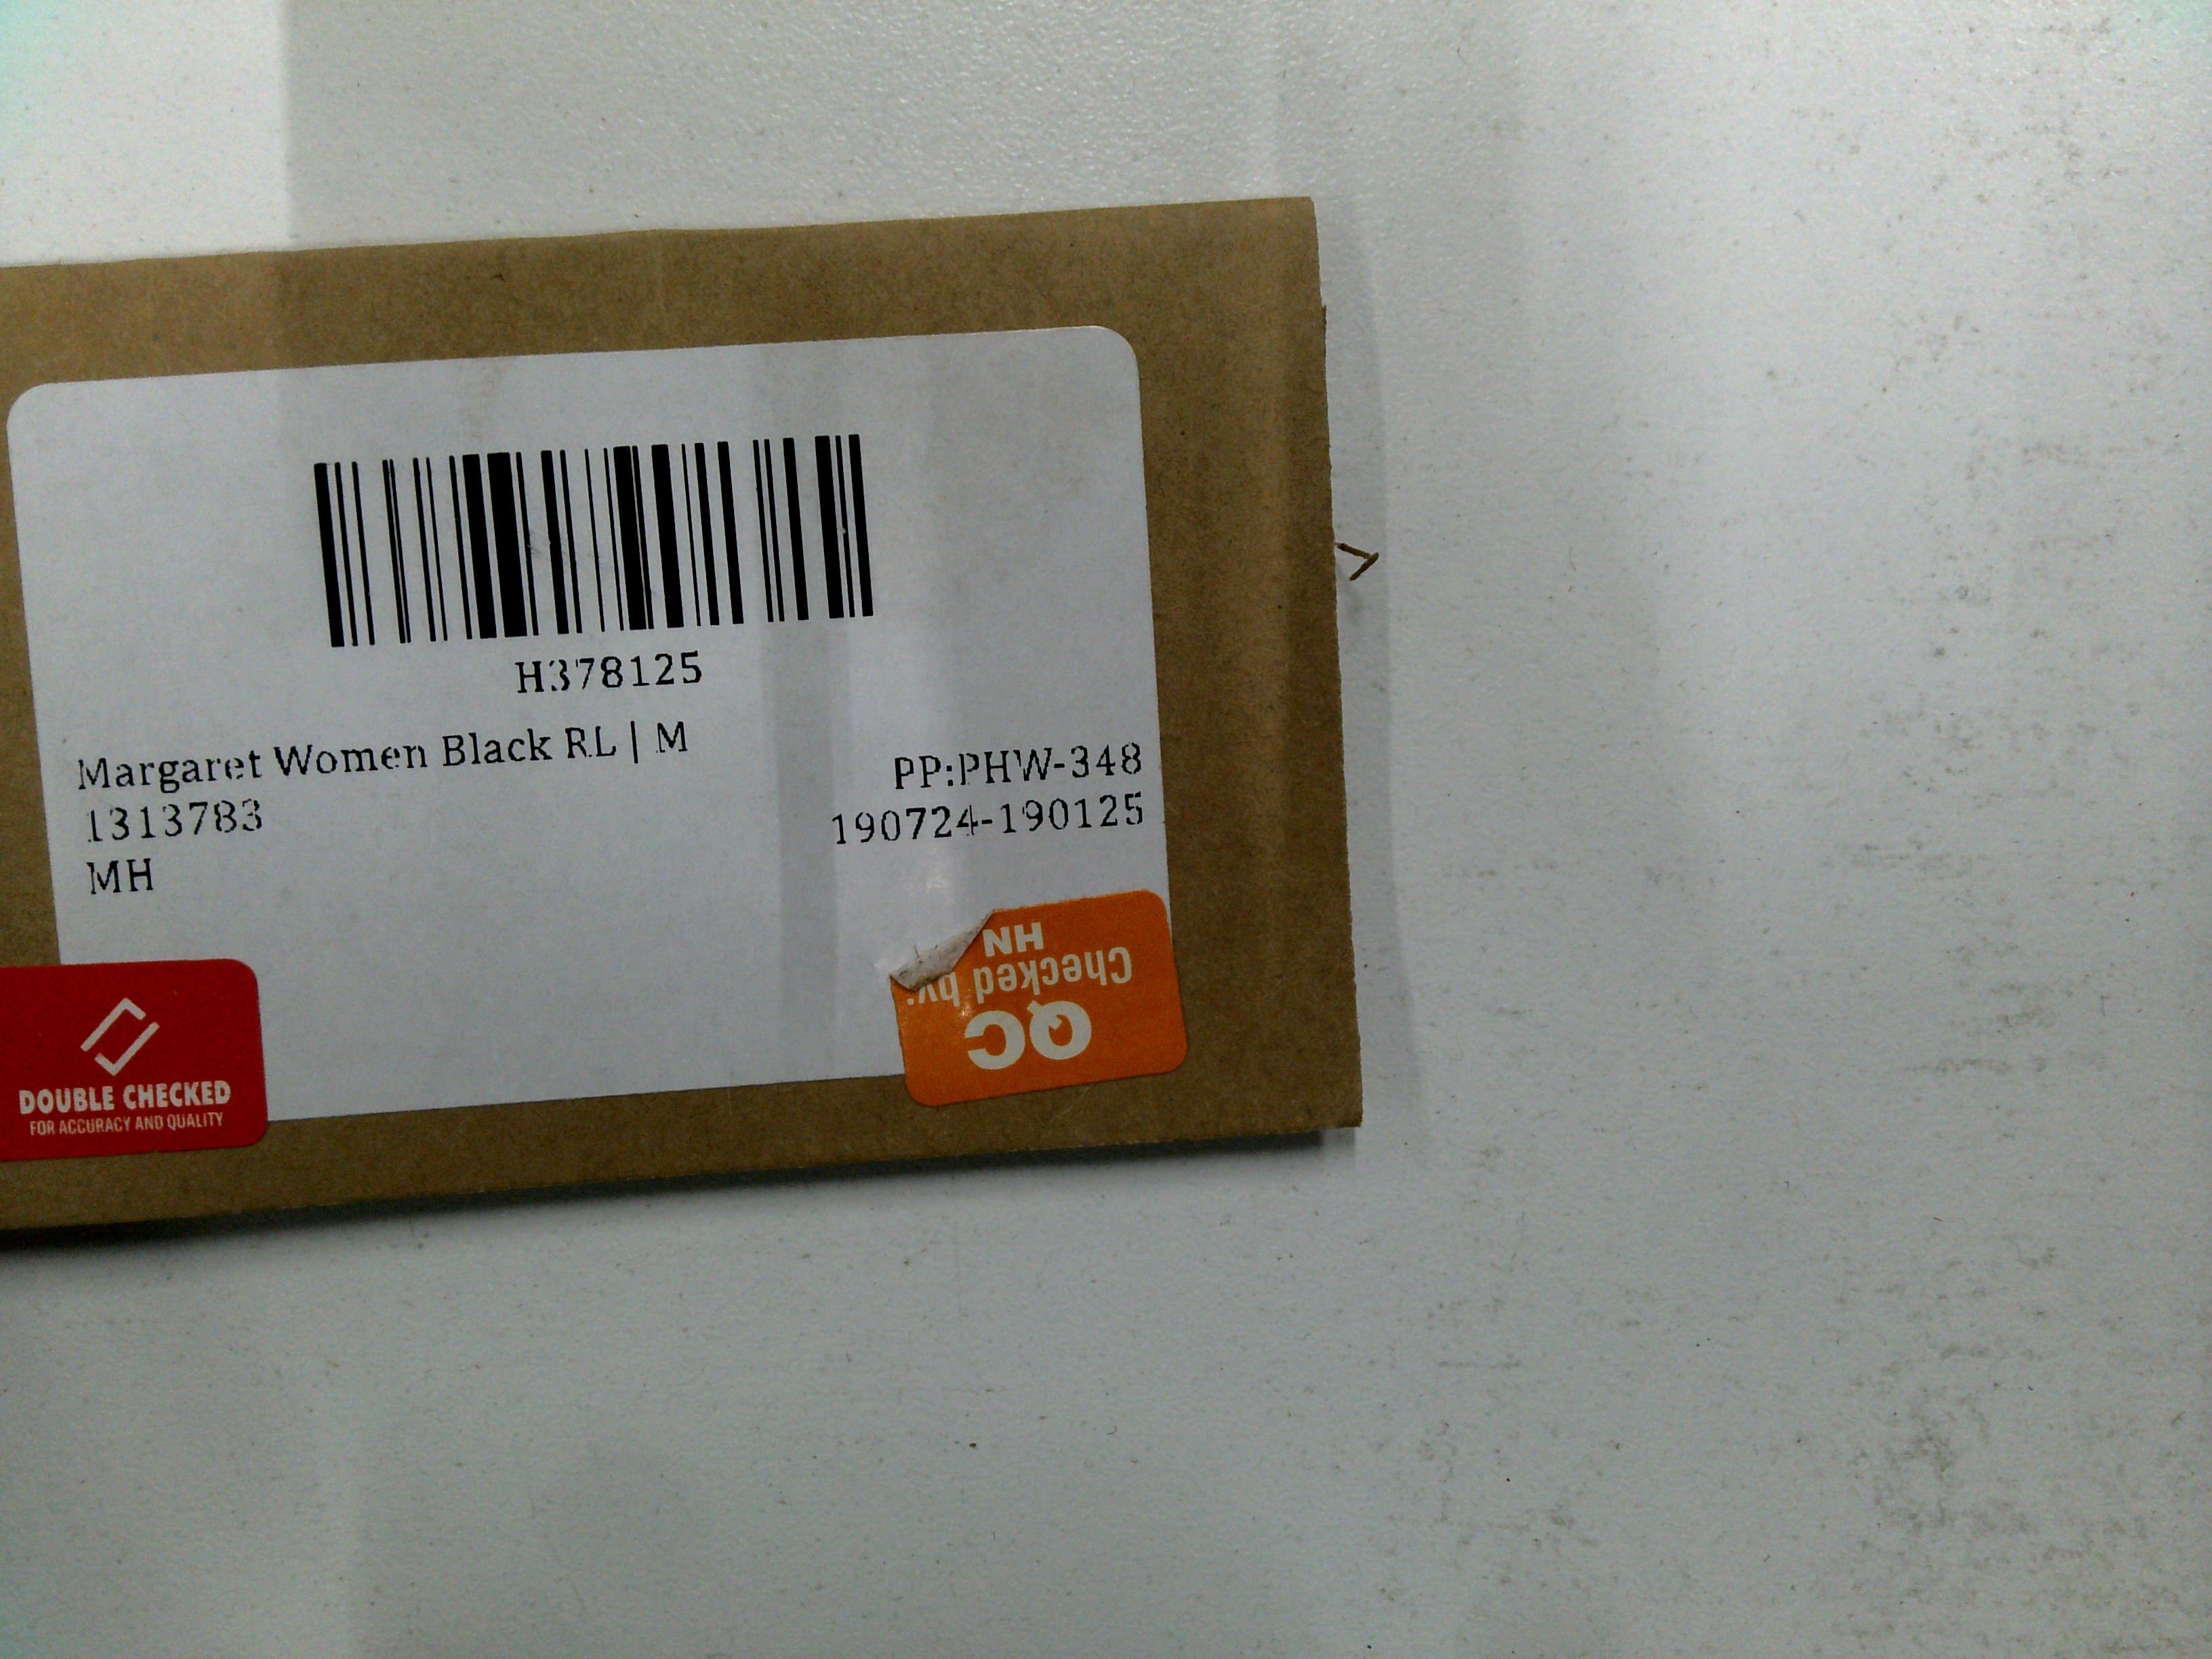 H378125
Margaret Women Black RL | M
1313783
MH
PP:PHW-348
190724-190125
DOUBLE CHECKED
FOR ACCURACY AND QUALITY
QC
Checked by:
HN